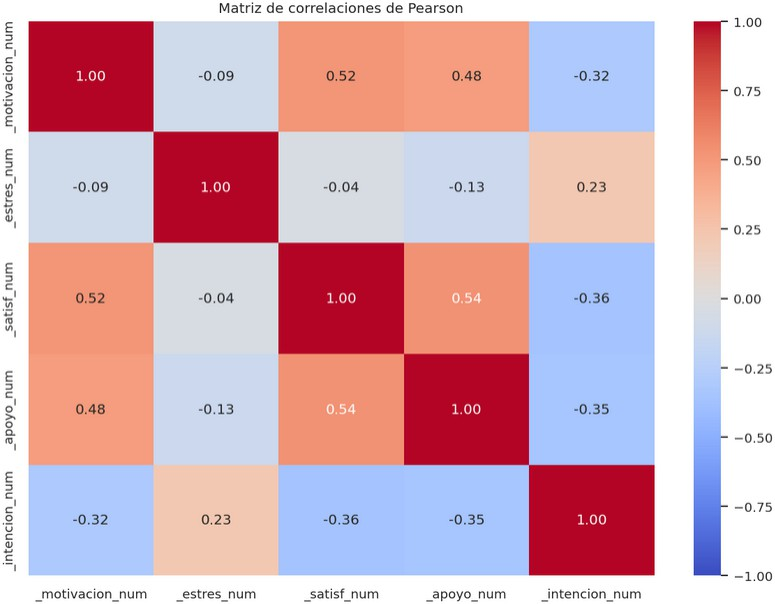 Matriz de correlaciones de Pearson
_motivacion_num 1.00 -0.09 0.52 0.48 -0.32
_estres_num -0.09 1.00 -0.04 -0.13 0.23
_satisf_num 0.52 -0.04 1.00 0.54 -0.36
_apoyo_num 0.48 -0.13 0.54 1.00 -0.35
_intencion_num -0.32 0.23 -0.36 -0.35 1.00
_motivacion_num _estres_num _satisf_num _apoyo_num _intencion_num
1.00
0.75
0.50
0.25
0.00
−0.25
−0.50
−0.75
−1.00